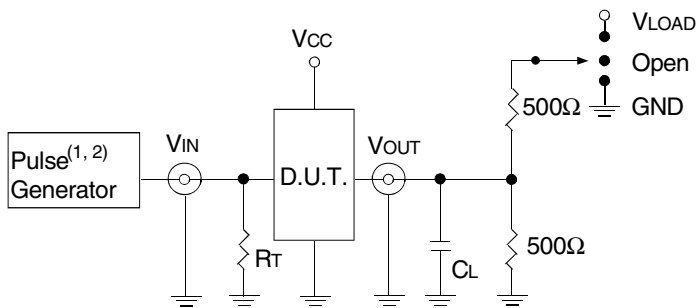 VLOAD
VCC
Open
500Ω
GND
VIN
VOUT
Pulse(1, 2)
Generator
D.U.T.
500Ω
RT
CL